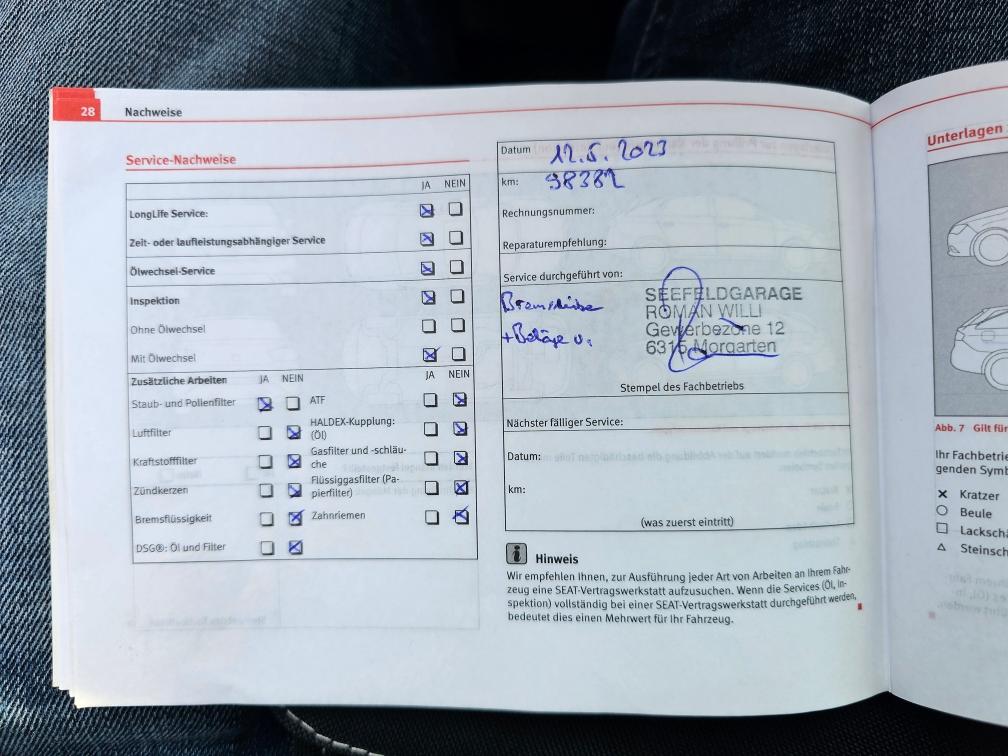 28 Nachweise
Service-Nachweise
JA NEIN
LongLife Service:
Zeit- oder laufleistungsabhängiger Service
Ölwechsel-Service
Inspektion
Ohne Ölwechsel
Mit Ölwechsel
Zusätzliche Arbeiten JA NEIN JA NEIN
Staub- und Pollenfilter ATF
Luftfilter HALDEX-Kupplung:
(Öl)
Kraftstofffilter Gasfilter und -schläu-
che
Zündkerzen Flüssiggasfilter (Pa-
pierfilter)
Bremsflüssigkeit Zahnriemen
DSG®: Öl und Filter
Datum 12.5.2023
km: 98382
Rechnungsnummer:
Reparaturempfehlung:
Service durchgeführt von:
+ Beläge v.
SEEFELDGARAGE
ROMAN WILLI
Gewerbezone 12
6315 Morgarten
Stempel des Fachbetriebs
Nächster fälliger Service:
Datum:
km:
(was zuerst eintritt)
i Hinweis
Wir empfehlen Ihnen, zur Ausführung jeder Art von Arbeiten an Ihrem Fahr-
zeug eine SEAT-Vertragswerkstatt aufzusuchen. Wenn die Services (Öl, In-
spektion) vollständig bei einer SEAT-Vertragswerkstatt durchgeführt werden,
bedeutet dies einen Mehrwert für Ihr Fahrzeug.
Unterlagen
Abb. 7 Gilt für
Ihr Fachbetrie
genden Symb
Kratzer
Beule
Lackschä
Steinsch